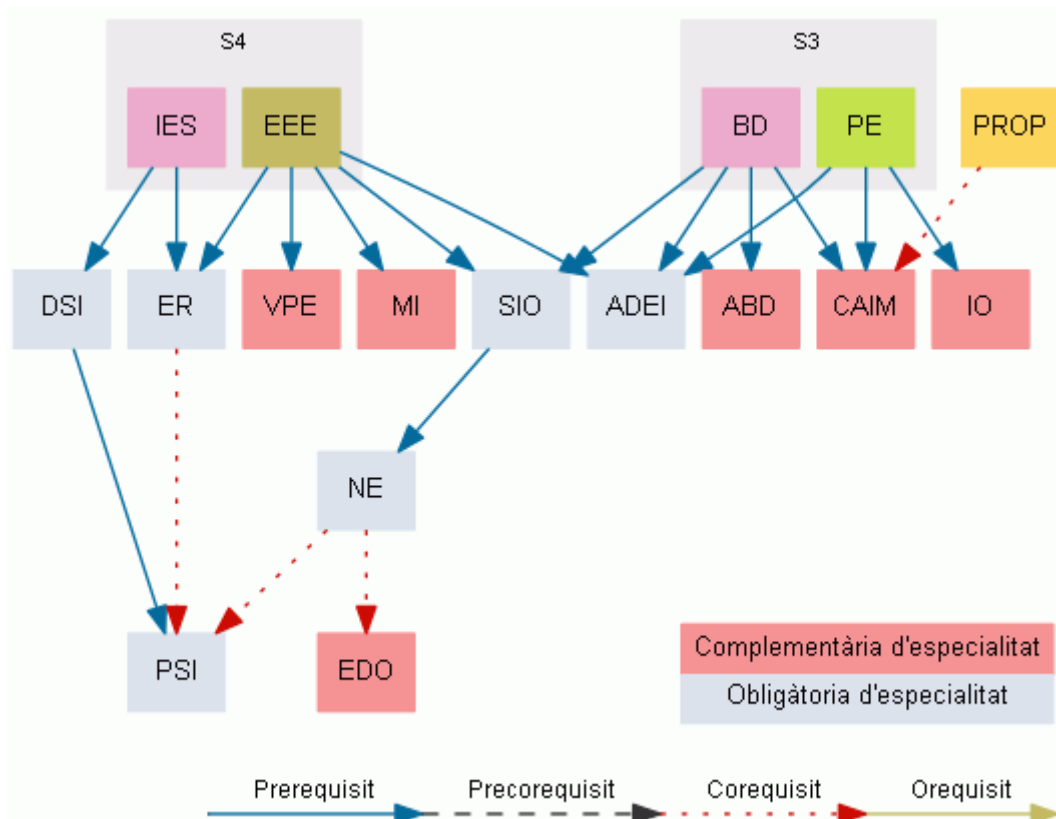 S4
S3
IES
EEE
BD
PE
PROP
DSI
ER
VPE
MI
SIO
ADEI
ABD
CAIM
IO
NE
PSI
EDO
Complementària d'especialitat
Obligàtoria d'especialitat
Prerequisit
Precorequisit
Corequisit
Orequisit